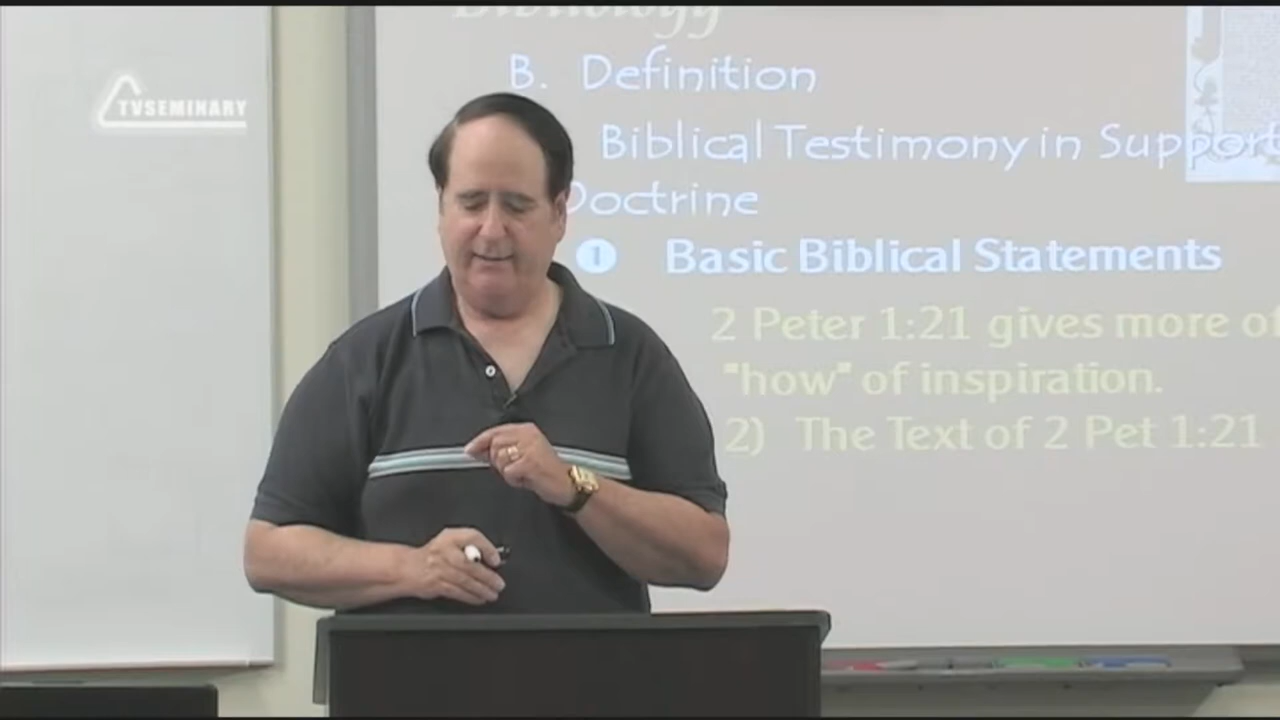 TVSEMINARY
Bibliology
B. Definition
Biblical Testimony in Support
Doctrine
1 Basic Biblical Statements
2 Peter 1:21 gives more of
"how" of inspiration.
2) The Text of 2 Pet 1:21